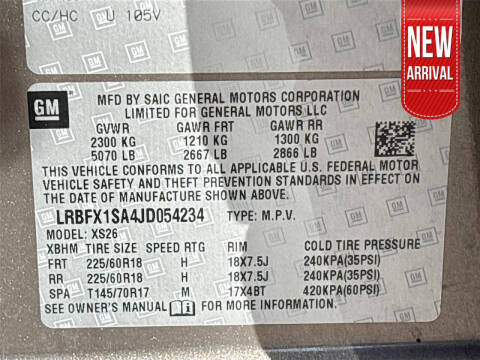 CC/HC U 105V
NEW
ARRIVAL
GM
MFD BY SAIC GENERAL MOTORS CORPORATION
LIMITED FOR GENERAL MOTORS LLC
GVWR GAWR FRT GAWR RR
2300 KG 1210 KG 1300 KG
5070 LB 2667 LB 2866 LB
THIS VEHICLE CONFORMS TO ALL APPLICABLE U.S. FEDERAL MOTOR
VEHICLE SAFETY AND THEFT PREVENTION STANDARDS IN EFFECT ON
THE DATE OF MANUFACTURE SHOWN ABOVE.
LRBFX1SA4JD054234 TYPE: M.P.V.
MODEL: XS26
XBHM TIRE SIZE SPEED RTG RIM COLD TIRE PRESSURE
FRT 225/60R18 H 18X7.5J 240KPA(35PSI)
RR 225/60R18 H 18X7.5J 240KPA(35PSI)
SPA T145/70R17 M 17X4BT 420KPA(60PSI)
SEE OWNER'S MANUAL FOR MORE INFORMATION